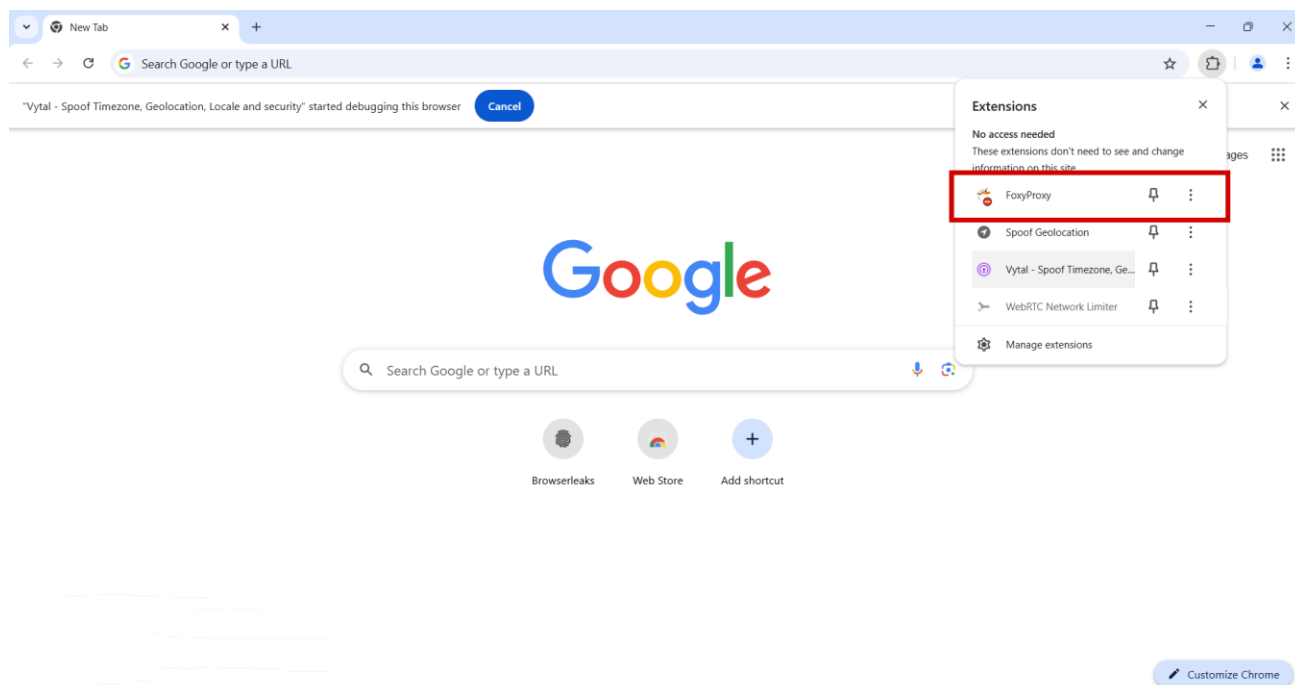 New Tab
Search Google or type a URL
"Vytal - Spoof Timezone, Geolocation, Locale and security" started debugging this browser
Cancel
Extensions
No access needed
These extensions don't need to see and change
information on this site
ages
FoxyProxy
Spoof Geolocation
Vytal - Spoof Timezone, Ge...
WebRTC Network Limiter
Manage extensions
Google
Search Google or type a URL
Browserleaks
Web Store
Add shortcut
Customize Chrome